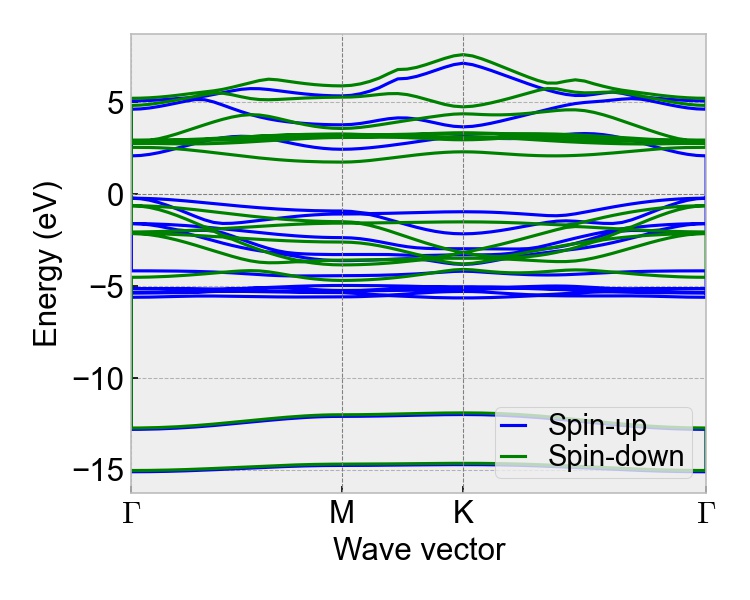 Energy (eV)
5
0
−5
−10
−15
Spin-up
Spin-down
Γ M K Γ
Wave vector